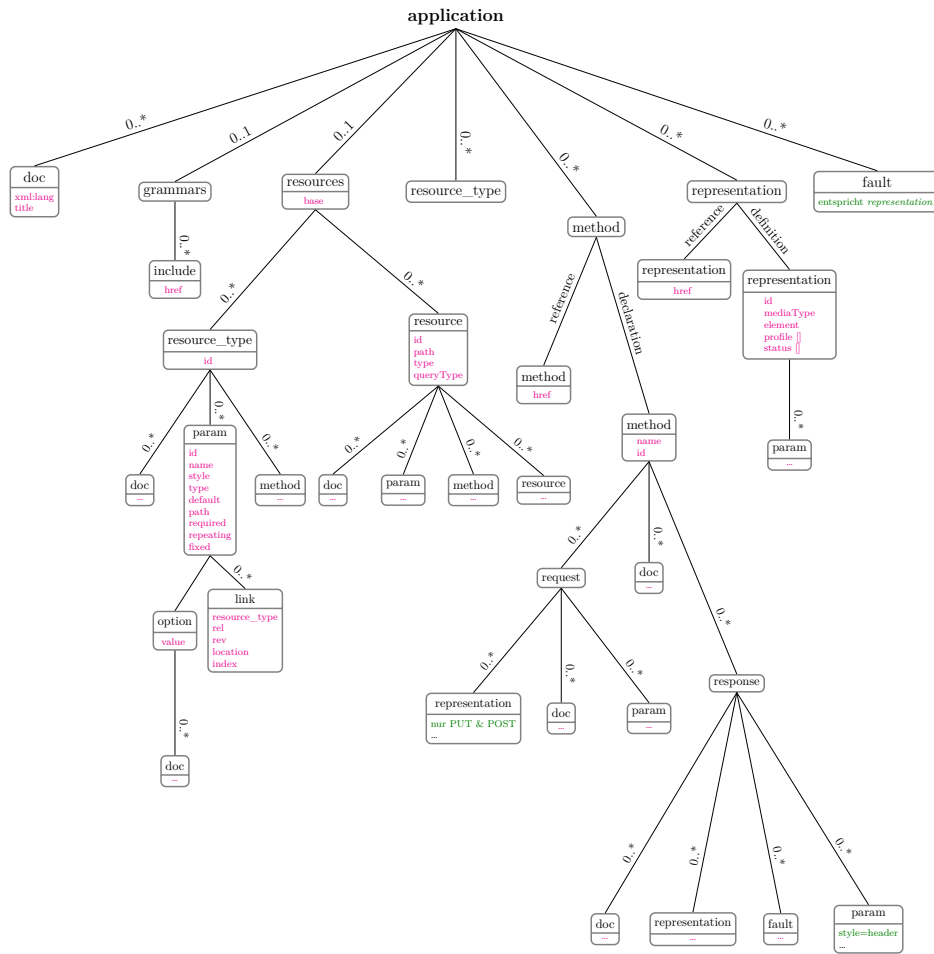 application
0..*
0..1
0..1
0..*
0..*
0..*
0..*
doc
xml:lang
title
grammars
resources
base
resource_type
method
representation
fault
entspricht representation
0..*
include
href
0..*
0..*
reference
declaration
reference
definition
representation
href
representation
id
mediaType
element
profile []
status []
resource_type
id
resource
id
path
type
queryType
method
href
method
name
id
0..*
param
...
0..*
0..*
0..*
doc
...
param
id
name
style
type
default
path
required
repeating
fixed
method
...
0..*
0..*
0..*
0..*
doc
...
param
...
method
...
resource
...
0..*
0..*
0..*
request
doc
...
0..*
option
value
link
resource_type
rel
rev
location
index
0..*
doc
...
0..*
0..*
0..*
representation
nur PUT & POST
...
doc
...
param
...
response
0..*
0..*
0..*
0..*
doc
...
representation
...
fault
...
param
style=header
...